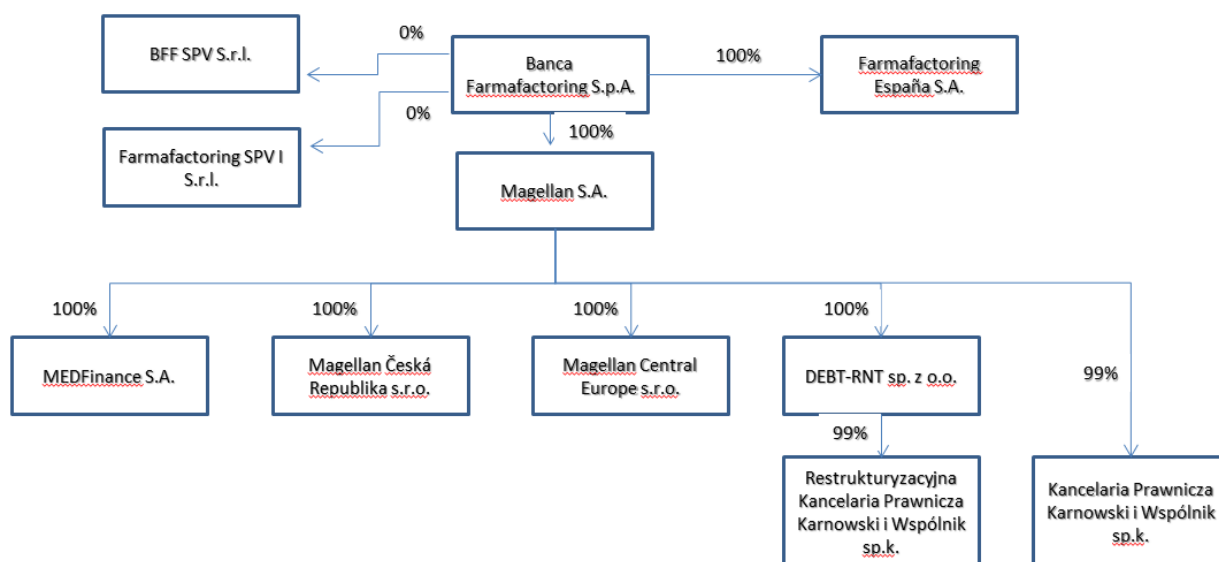 BFF SPV S.r.l.
0%
Banca
Farmafactoring S.p.A.
100%
Farmafactoring
España S.A.
0%
Farmafactoring SPV I
S.r.l.
100%
Magellan S.A.
100%
100%
100%
100%
MEDFinance S.A.
Magellan Česká
Republika s.r.o.
Magellan Central
Europe s.r.o.
DEBT-RNT sp. z o.o.
99%
99%
Restrukturyzacyjna
Kancelaria Prawnicza
Karnowski i Wspólnik
sp.k.
Kancelaria Prawnicza
Karnowski i Wspólnik
sp.k.